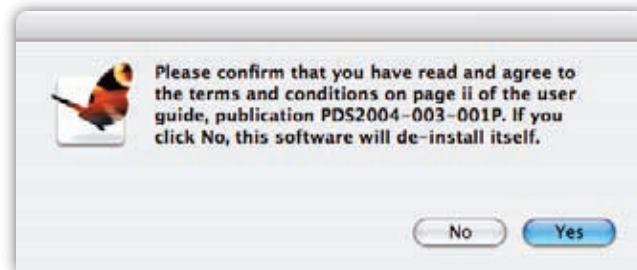 Please confirm that you have read and agree to
the terms and conditions on page ii of the user
guide, publication PDS2004-003-001P. If you
click No, this software will de-install itself.
No
Yes